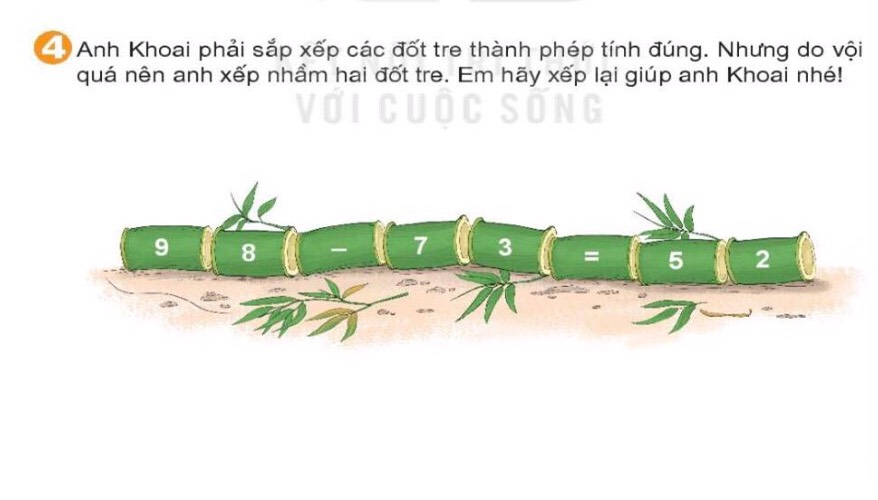 4 Anh Khoai phải sắp xếp các đốt tre thành phép tính đúng. Nhưng do vội
quá nên anh xếp nhầm hai đốt tre. Em hãy xếp lại giúp anh Khoai nhé!
VỚI CUỘC SỐNG
9 8 – 7 3 = 5 2